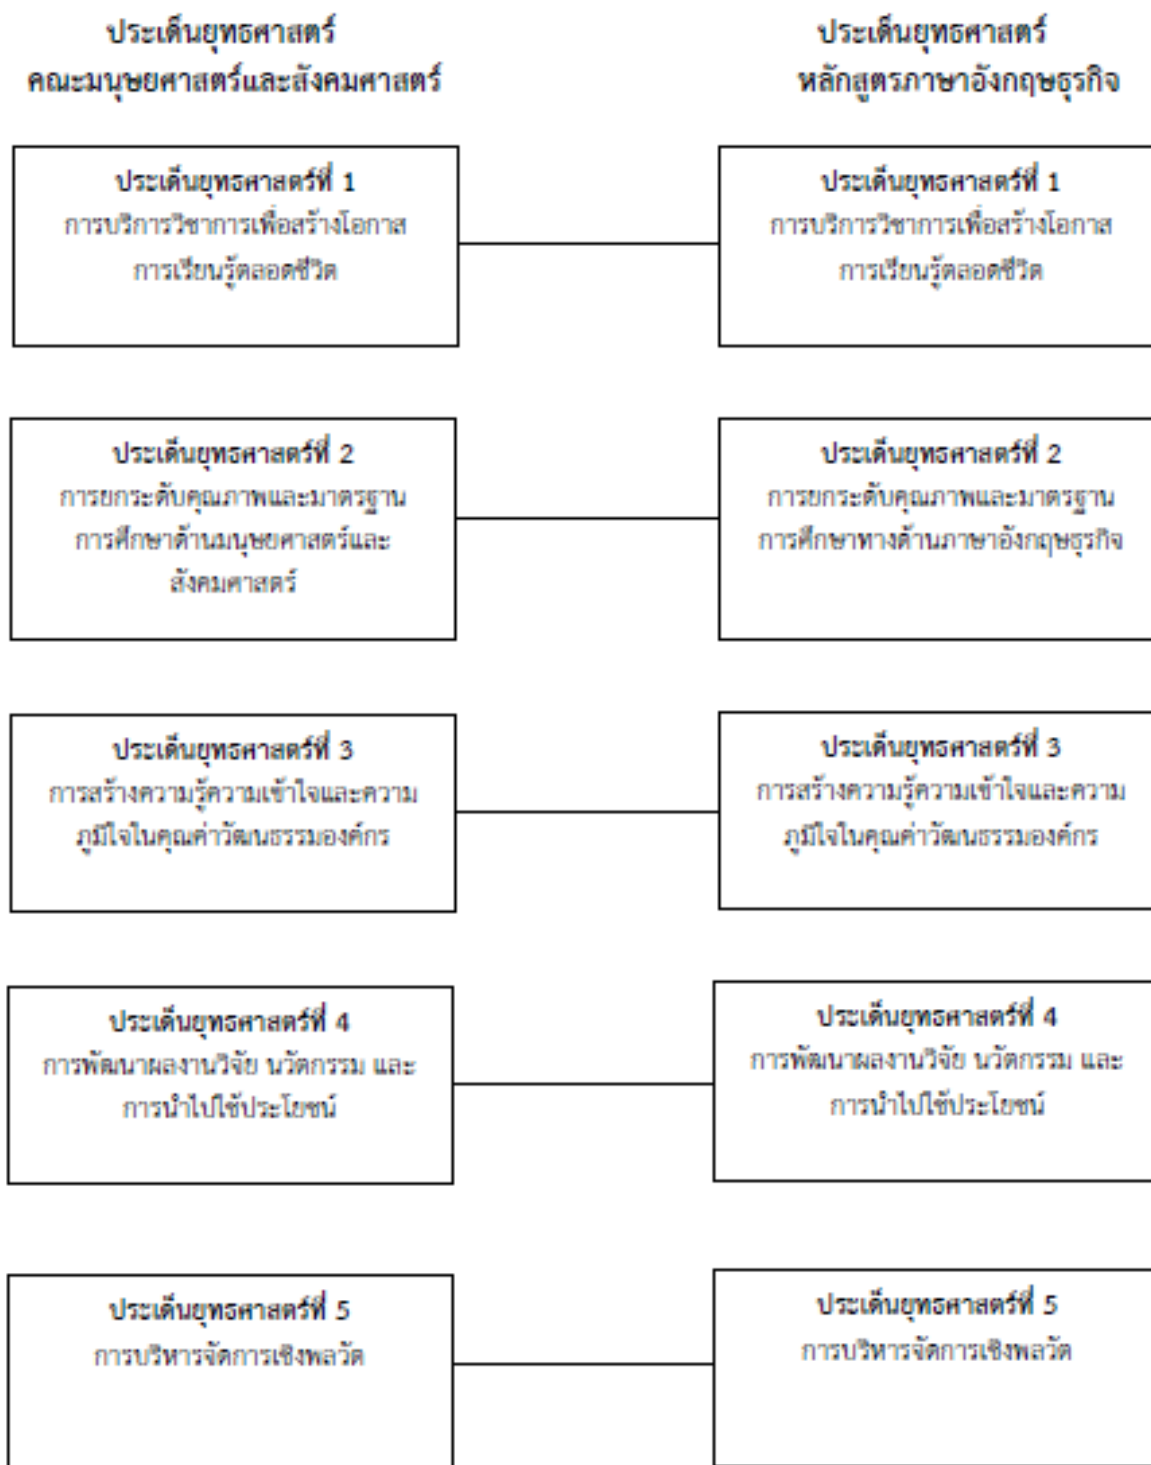 ประเด็นยุทธศาสตร์
คณะมนุษยศาสตร์และสังคมศาสตร์
ประเด็นยุทธศาสตร์
หลักสูตรภาษาอังกฤษธุรกิจ
ประเด็นยุทธศาสตร์ที่ 1
การบริการวิชาการเพื่อสร้างโอกาส
การเรียนรู้ตลอดชีวิต
ประเด็นยุทธศาสตร์ที่ 1
การบริการวิชาการเพื่อสร้างโอกาส
การเรียนรู้ตลอดชีวิต
ประเด็นยุทธศาสตร์ที่ 2
การยกระดับคุณภาพและมาตรฐาน
การศึกษาด้านมนุษยศาสตร์และ
สังคมศาสตร์
ประเด็นยุทธศาสตร์ที่ 2
การยกระดับคุณภาพและมาตรฐาน
การศึกษาทางด้านภาษาอังกฤษธุรกิจ
ประเด็นยุทธศาสตร์ที่ 3
การสร้างความรู้ความเข้าใจและความ
ภูมิใจในคุณค่าวัฒนธรรมองค์กร
ประเด็นยุทธศาสตร์ที่ 3
การสร้างความรู้ความเข้าใจและความ
ภูมิใจในคุณค่าวัฒนธรรมองค์กร
ประเด็นยุทธศาสตร์ที่ 4
การพัฒนาผลงานวิจัย นวัตกรรม และ
การนำไปใช้ประโยชน์
ประเด็นยุทธศาสตร์ที่ 4
การพัฒนาผลงานวิจัย นวัตกรรม และ
การนำไปใช้ประโยชน์
ประเด็นยุทธศาสตร์ที่ 5
การบริหารจัดการเชิงพลวัต
ประเด็นยุทธศาสตร์ที่ 5
การบริหารจัดการเชิงพลวัต